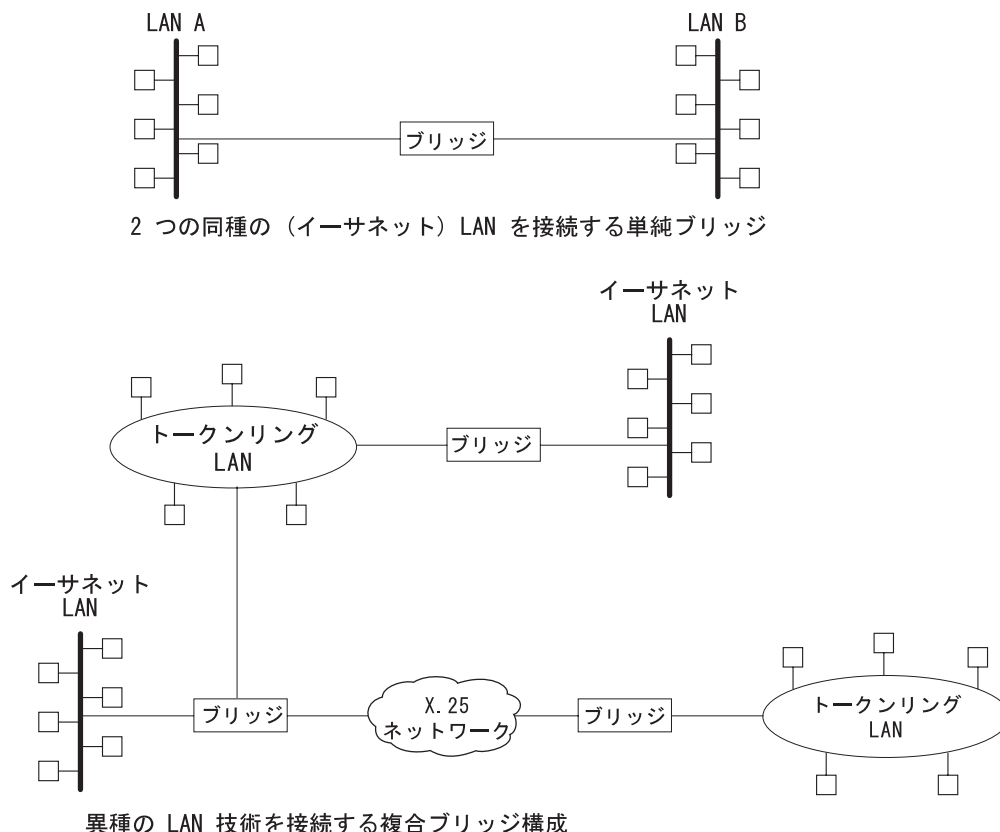 LAN A
LAN B
ブリッジ
2 つの同種の (イーサネット) LAN を接続する単純ブリッジ
イーサネット
LAN
トークンリング
LAN
ブリッジ
イーサネット
LAN
ブリッジ
X.25
ネットワーク
ブリッジ
トークンリング
LAN
異種の LAN 技術を接続する複合ブリッジ構成